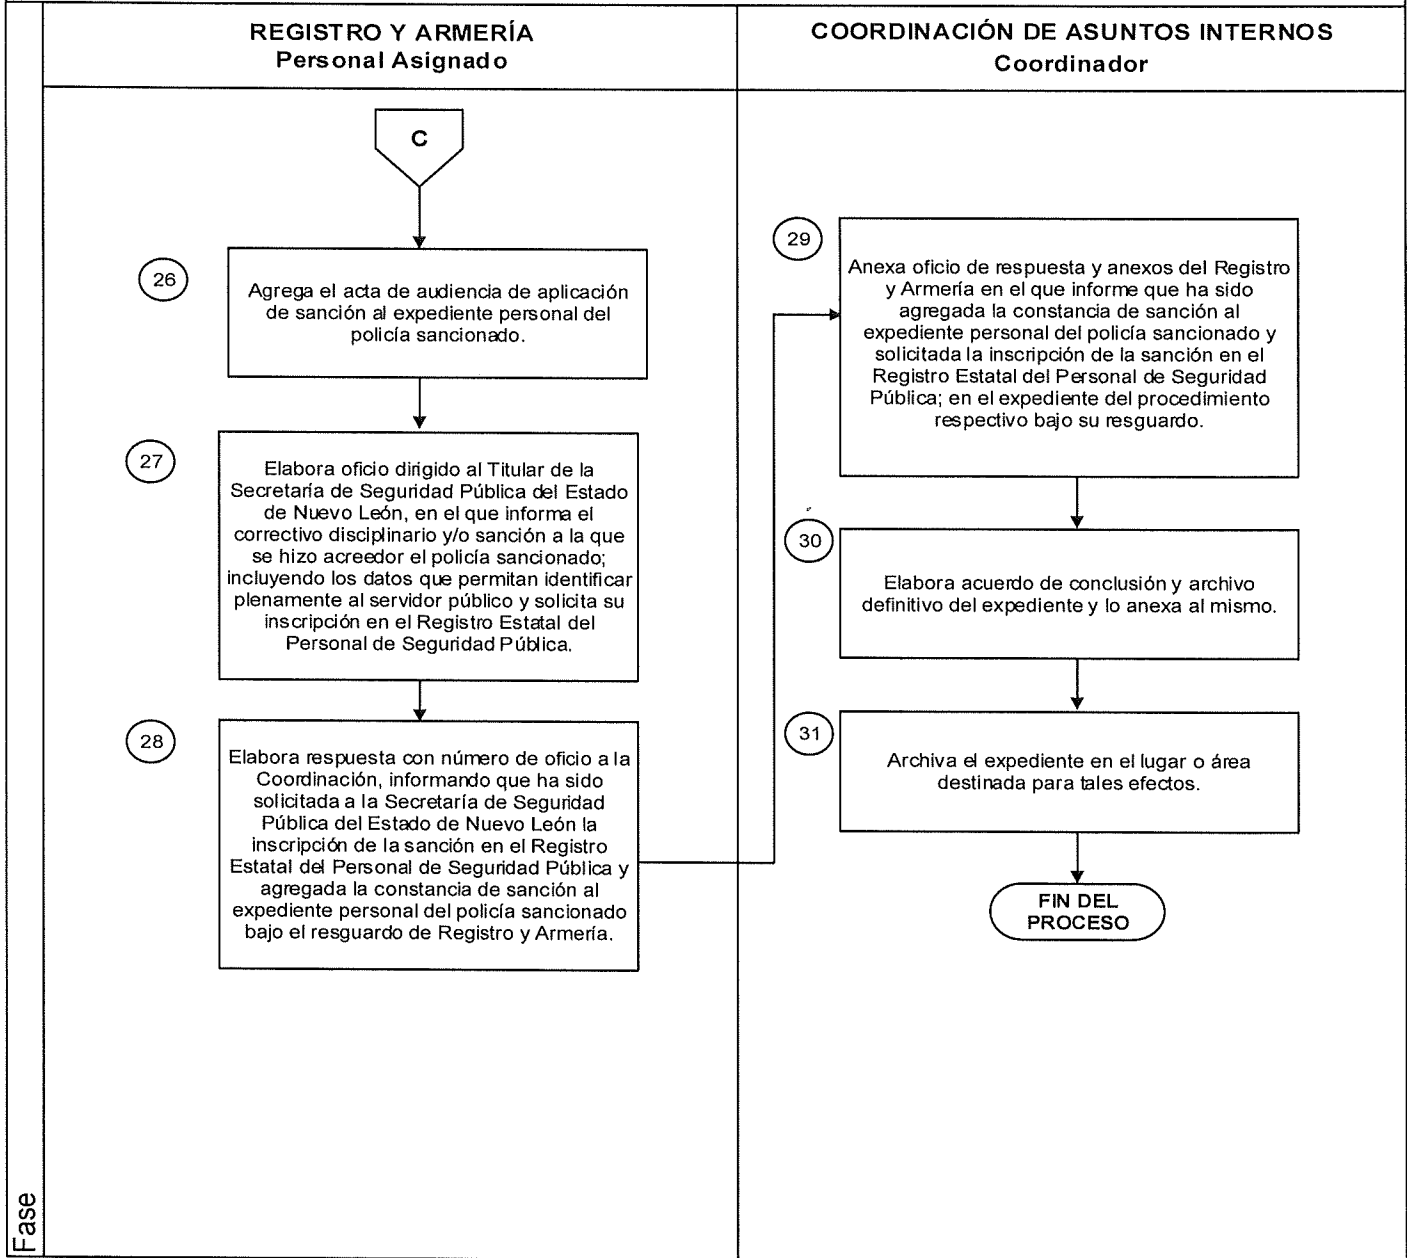 REGISTRO Y ARMERÍA
Personal Asignado
COORDINACIÓN DE ASUNTOS INTERNOS
Coordinador
C
26
Agrega el acta de audiencia de aplicación
de sanción al expediente personal del
policía sancionado.
27
Elabora oficio dirigido al Titular de la
Secretaría de Seguridad Pública del Estado
de Nuevo León, en el que informa el
correctivo disciplinario y/o sanción a la que
se hizo acreedor el policía sancionado;
incluyendo los datos que permitan identificar
plenamente al servidor público y solicita su
inscripción en el Registro Estatal del
Personal de Seguridad Pública.
28
Elabora respuesta con número de oficio a la
Coordinación, informando que ha sido
solicitada a la Secretaría de Seguridad
Pública del Estado de Nuevo León la
inscripción de la sanción en el Registro
Estatal del Personal de Seguridad Pública y
agregada la constancia de sanción al
expediente personal del policía sancionado
bajo el resguardo de Registro y Armería.
29
Anexa oficio de respuesta y anexos del Registro
y Armería en el que informe que ha sido
agregada la constancia de sanción al
expediente personal del policía sancionado y
solicitada la inscripción de la sanción en el
Registro Estatal del Personal de Seguridad
Pública; en el expediente del procedimiento
respectivo bajo su resguardo.
30
Elabora acuerdo de conclusión y archivo
definitivo del expediente y lo anexa al mismo.
31
Archiva el expediente en el lugar o área
destinada para tales efectos.
FIN DEL
PROCESO
Fase